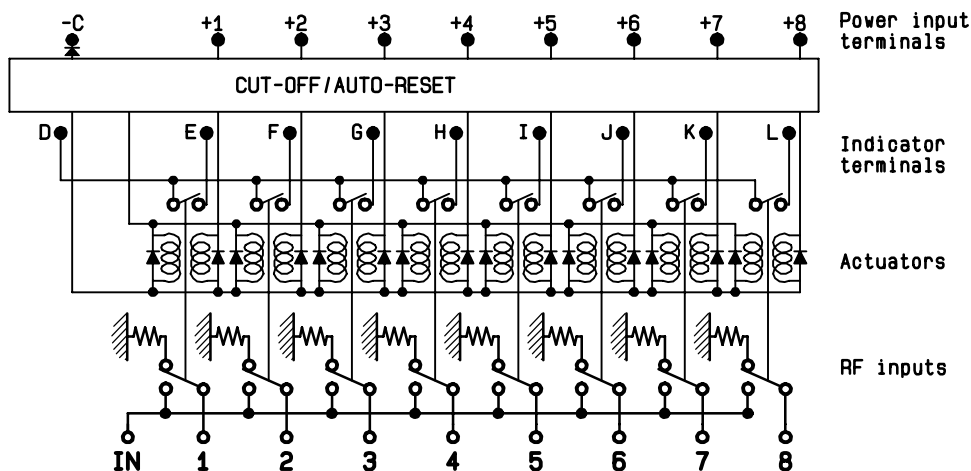 -C +1 +2 +3 +4 +5 +6 +7 +8
Power input
terminals
CUT-OFF/AUTO-RESET
D E F G H I J K L
Indicator
terminals
Actuators
RF inputs
IN 1 2 3 4 5 6 7 8